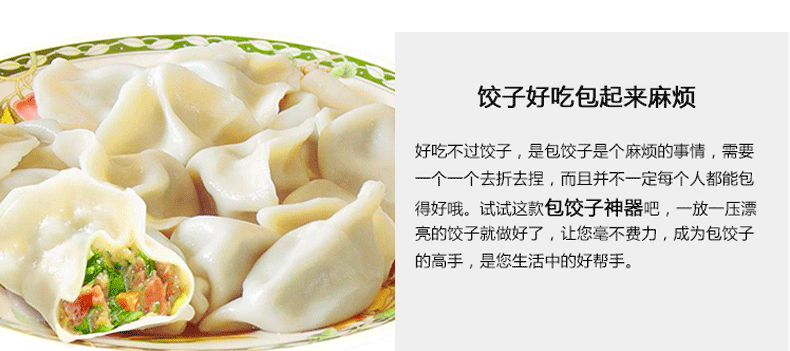 饺子好吃包起来麻烦
好吃不过饺子，是包饺子是个麻烦的事情，需要
一个一个去折去捏，而且并不一定每个人都能包
得好哦。试试这款包饺子神器吧，一放一压漂
亮的饺子就做好了，让您毫不费力，成为包饺子
的高手，是您生活中的好帮手。